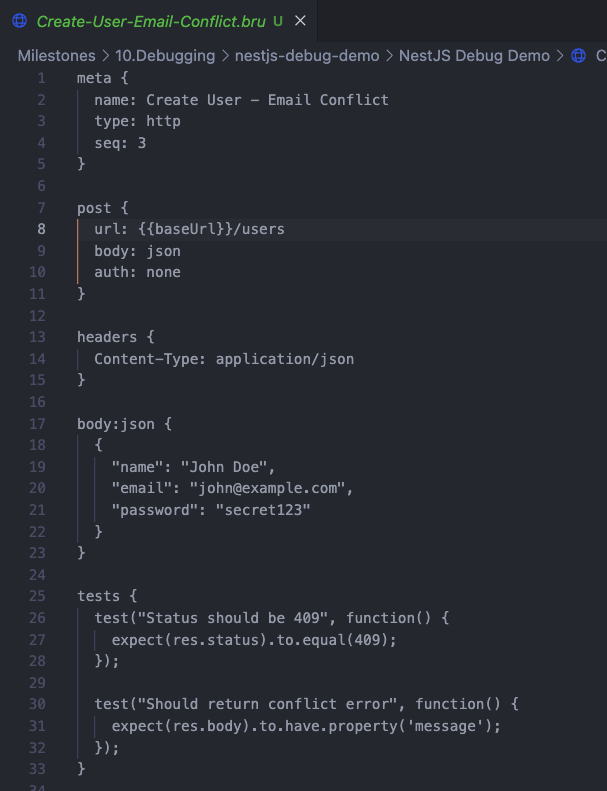 Create-User-Email-Conflict.bru U ×
Milestones > 10.Debugging > nestjs-debug-demo > NestJS Debug Demo > C
1 meta {
2   name: Create User - Email Conflict
3   type: http
4   seq: 3
5 }
6
7 post {
8   url: {{baseUrl}}/users
9   body: json
10   auth: none
11 }
12
13 headers {
14   Content-Type: application/json
15 }
16
17 body:json {
18   {
19     "name": "John Doe",
20     "email": "john@example.com",
21     "password": "secret123"
22   }
23 }
24
25 tests {
26   test("Status should be 409", function() {
27     expect(res.status).to.equal(409);
28   });
29
30   test("Should return conflict error", function() {
31     expect(res.body).to.have.property('message');
32   });
33 }
34